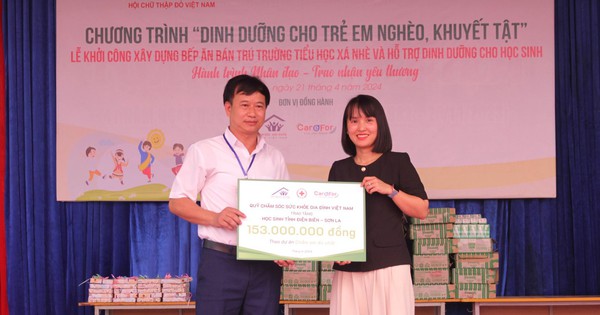 HỘI CHỮ THẬP ĐỎ VIỆT NAM
CHƯƠNG TRÌNH “DINH DƯỠNG CHO TRẺ EM NGHÈO, KHUYẾT TẬT”
LỄ KHỞI CÔNG XÂY DỰNG BẾP ĂN BÁN TRÚ TRƯỜNG TIỂU HỌC XÁ NHÈ VÀ HỖ TRỢ DINH DƯỠNG CHO HỌC SINH
Hành trình Nhân đạo – Trao nhận yêu thương
ngày 21 tháng 4 năm 2024
ĐƠN VỊ ĐỒNG HÀNH
CarⓐFor
QUỸ CHĂM SÓC SỨC KHỎE GIA ĐÌNH VIỆT NAM
HỌC SINH TỈNH ĐIỆN BIÊN – SƠN LA
153.000.000 đồng